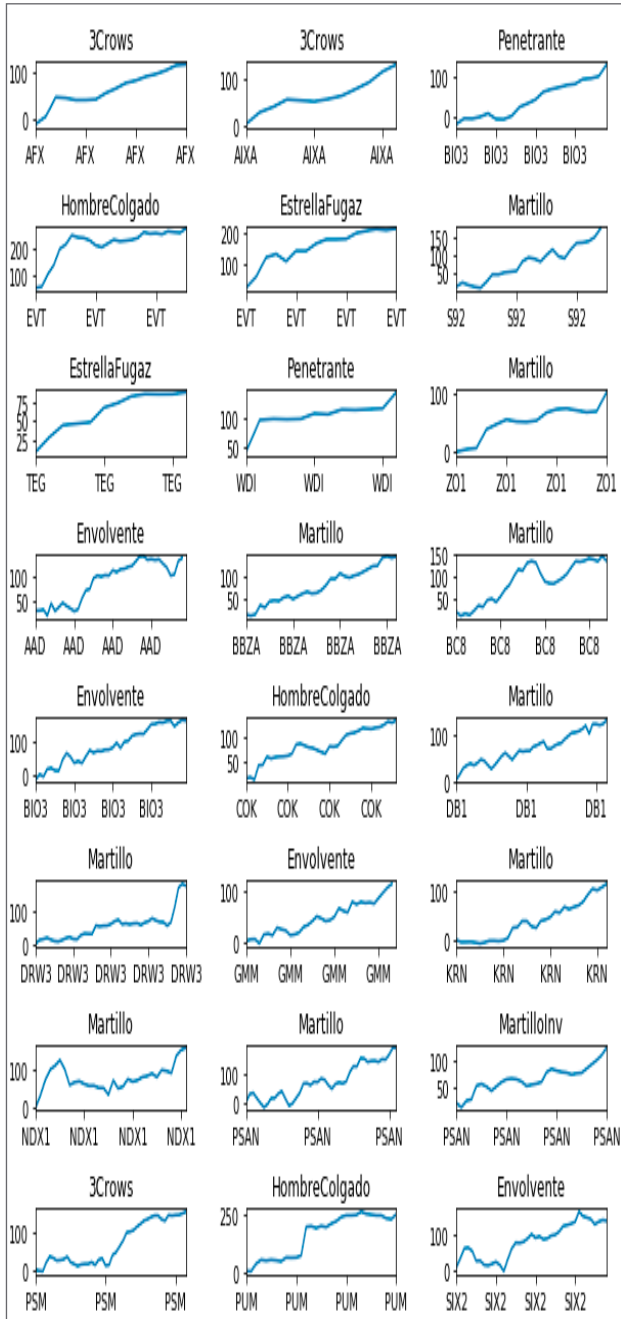 3Crows 3Crows Penetrante
100 100 100
0 0 0
AFX AFX AFX AFX AIXA AIXA AIXA BIO3 BIO3 BIO3 BIO3
HombreColgado EstrellaFugaz Martillo
200 200 150
100 100 100
50
EVT EVT EVT EVT EVT EVT EVT S92 S92 S92
EstrellaFugaz Penetrante Martillo
75 100 100
50 50 0
25
TEG TEG TEG WDI WDI WDI ZO1 ZO1 ZO1 ZO1
Envolvente Martillo Martillo
100 100 150
50 50 100
50
AAD AAD AAD AAD BBZA BBZA BBZA BBZA BC8 BC8 BC8 BC8
Envolvente HombreColgado Martillo
100 100 100
0 50 0
BIO3 BIO3 BIO3 BIO3 COK COK COK COK DB1 DB1 DB1
Martillo Envolvente Martillo
100 100 100
0 0 0
DRW3 DRW3 DRW3 DRW3 DRW3 GMM GMM GMM GMM KRN KRN KRN KRN
Martillo Martillo MartilloInv
100 100 100
0 0 50
NDX1 NDX1 NDX1 NDX1 PSAN PSAN PSAN PSAN PSAN PSAN PSAN
3Crows HombreColgado Envolvente
100 250 100
0 0 0
PSM PSM PSM PUM PUM PUM PUM SIX2 SIX2 SIX2 SIX2